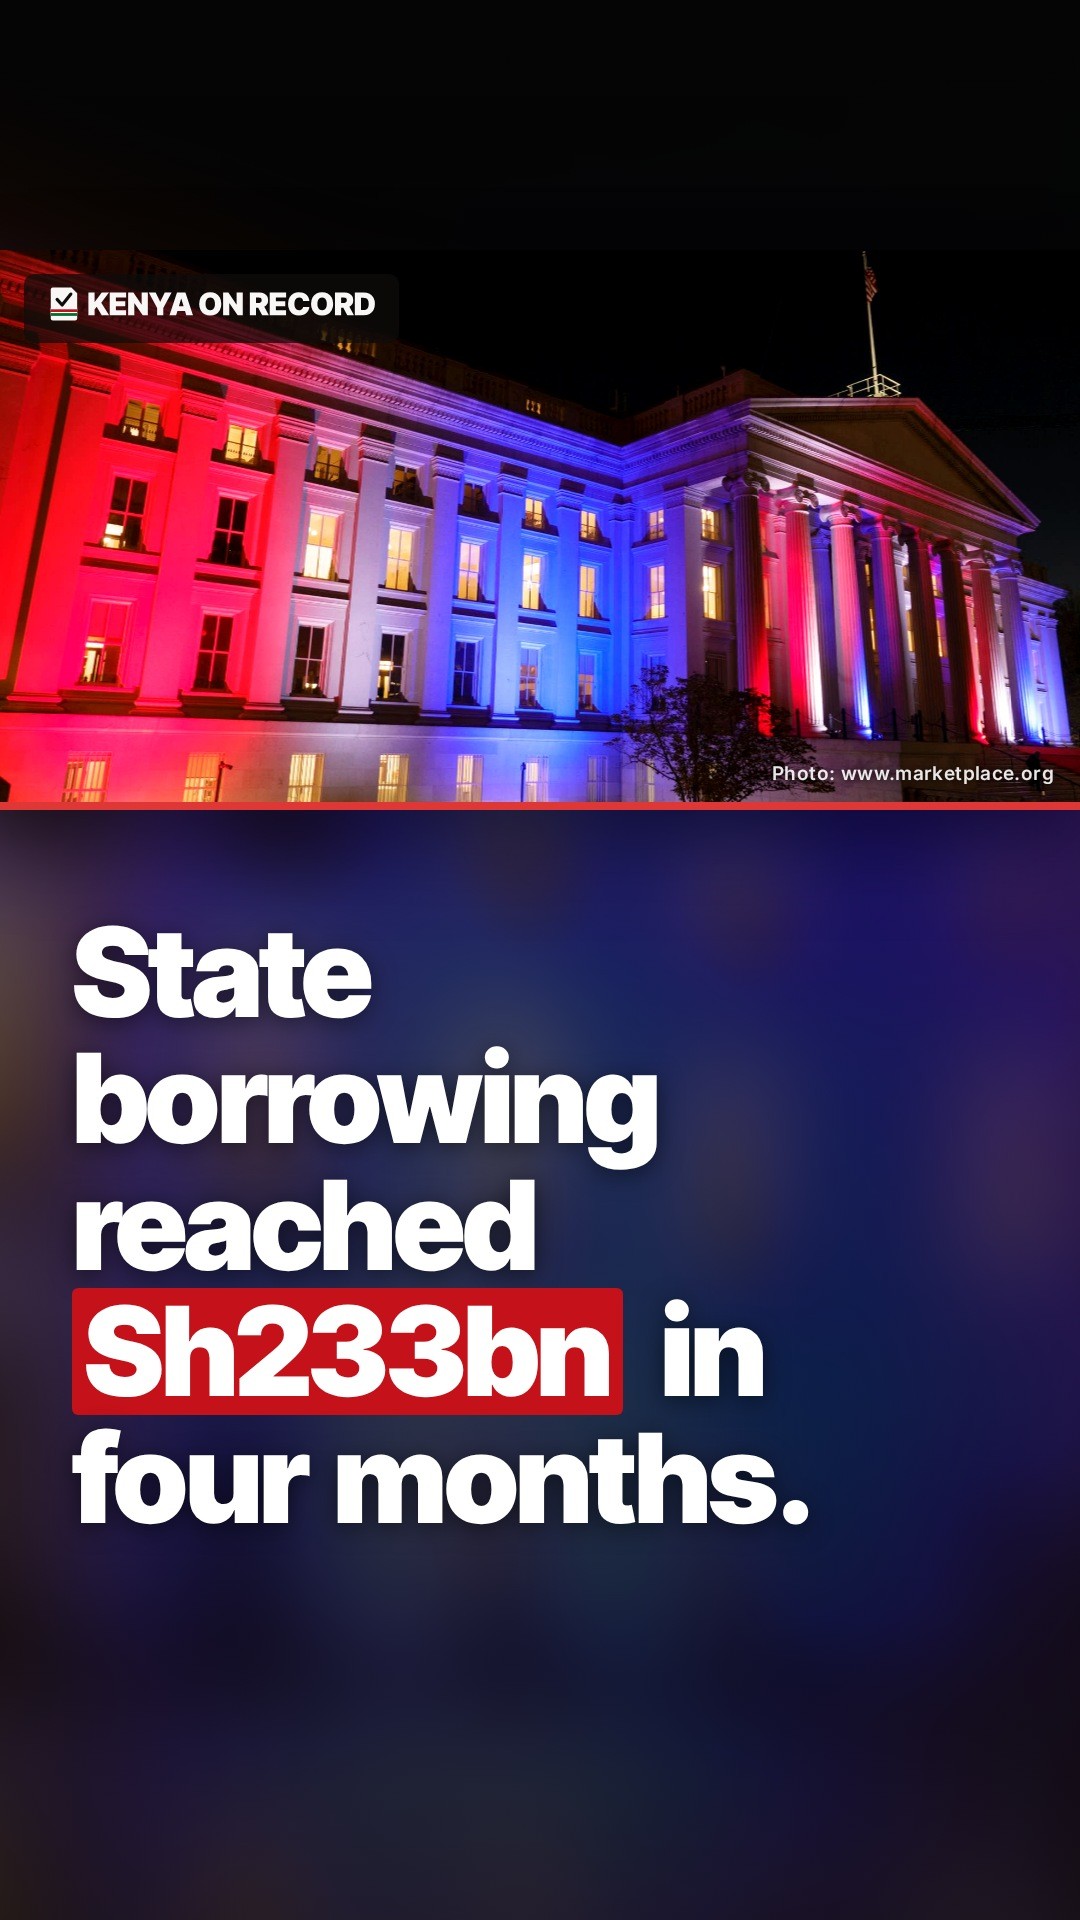 KENYA ON RECORD
Photo: www.marketplace.org
State
borrowing
reached
Sh233bn in
four months.